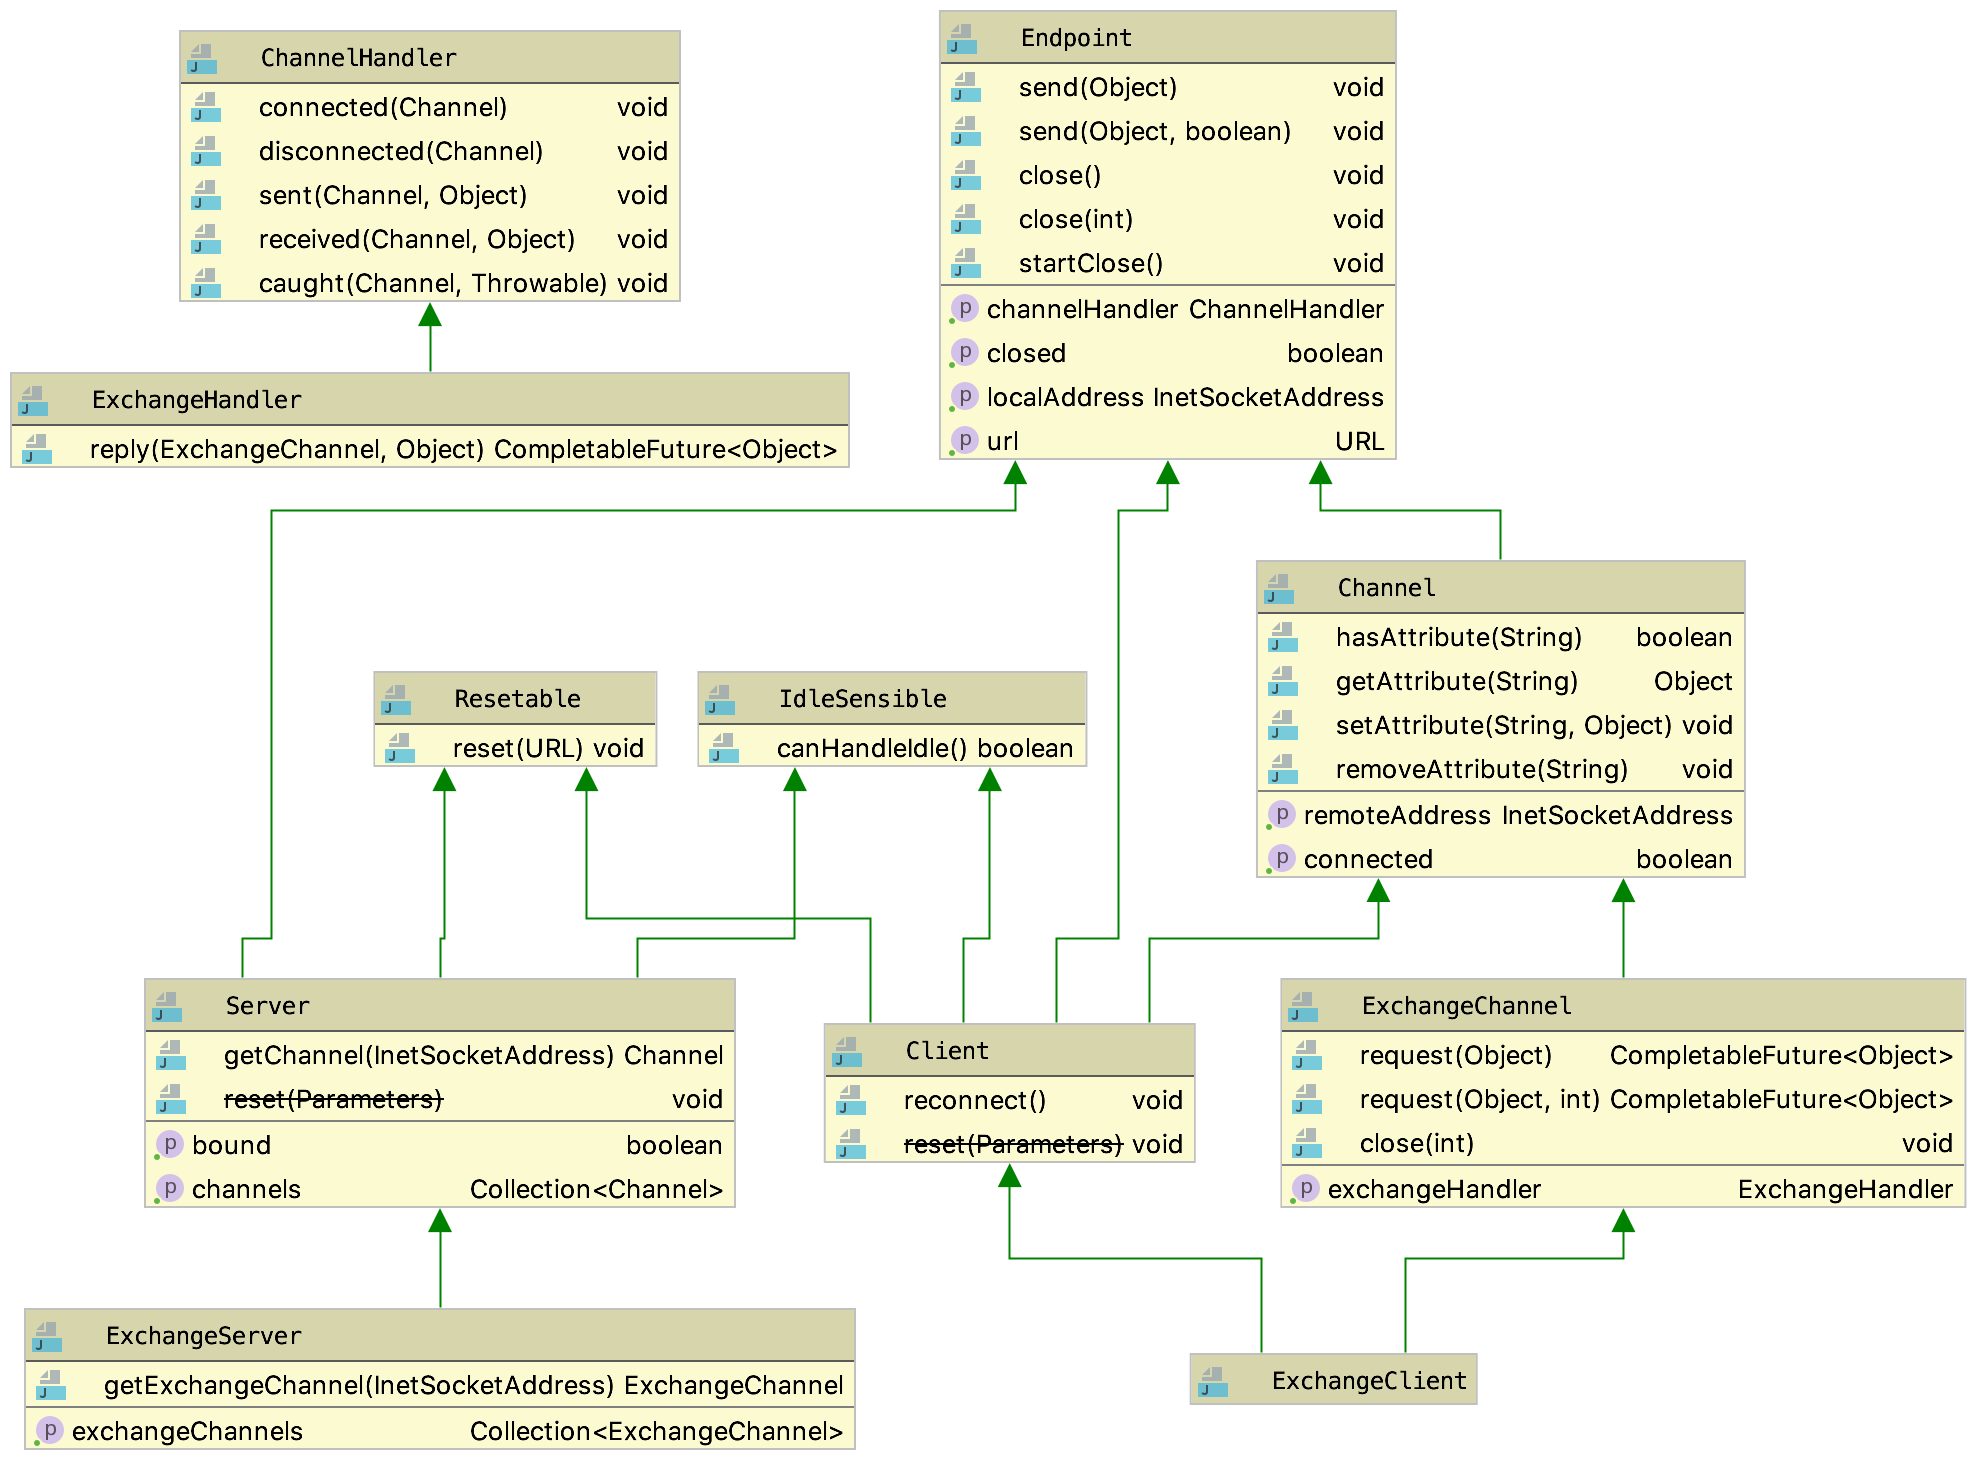 ChannelHandler
connected(Channel) void
disconnected(Channel) void
sent(Channel, Object) void
received(Channel, Object) void
caught(Channel, Throwable) void
Endpoint
send(Object) void
send(Object, boolean) void
close() void
close(int) void
startClose() void
p channelHandler ChannelHandler
p closed boolean
p localAddress InetSocketAddress
p url URL
ExchangeHandler
reply(ExchangeChannel, Object) CompletableFuture<Object>
Channel
hasAttribute(String) boolean
getAttribute(String) Object
setAttribute(String, Object) void
removeAttribute(String) void
p remoteAddress InetSocketAddress
p connected boolean
Resetable
reset(URL) void
IdleSensible
canHandleIdle() boolean
Server
getChannel(InetSocketAddress) Channel
reset(Parameters) void
p bound boolean
p channels Collection<Channel>
Client
reconnect() void
reset(Parameters) void
ExchangeChannel
request(Object) CompletableFuture<Object>
request(Object, int) CompletableFuture<Object>
close(int) void
p exchangeHandler ExchangeHandler
ExchangeServer
getExchangeChannel(InetSocketAddress) ExchangeChannel
p exchangeChannels Collection<ExchangeChannel>
ExchangeClient